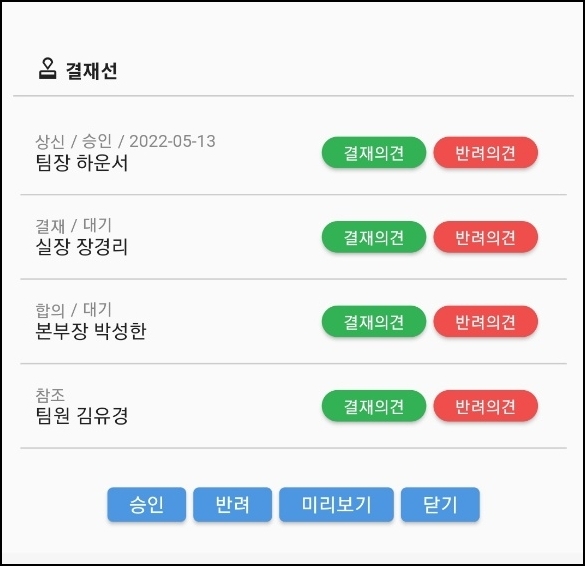 결재선
상신 / 승인 / 2022-05-13
팀장 하운서
결재의견 반려의견
결재 / 대기
실장 장경리
결재의견 반려의견
합의 / 대기
본부장 박성한
결재의견 반려의견
참조
팀원 김유경
결재의견 반려의견
승인 반려 미리보기 닫기